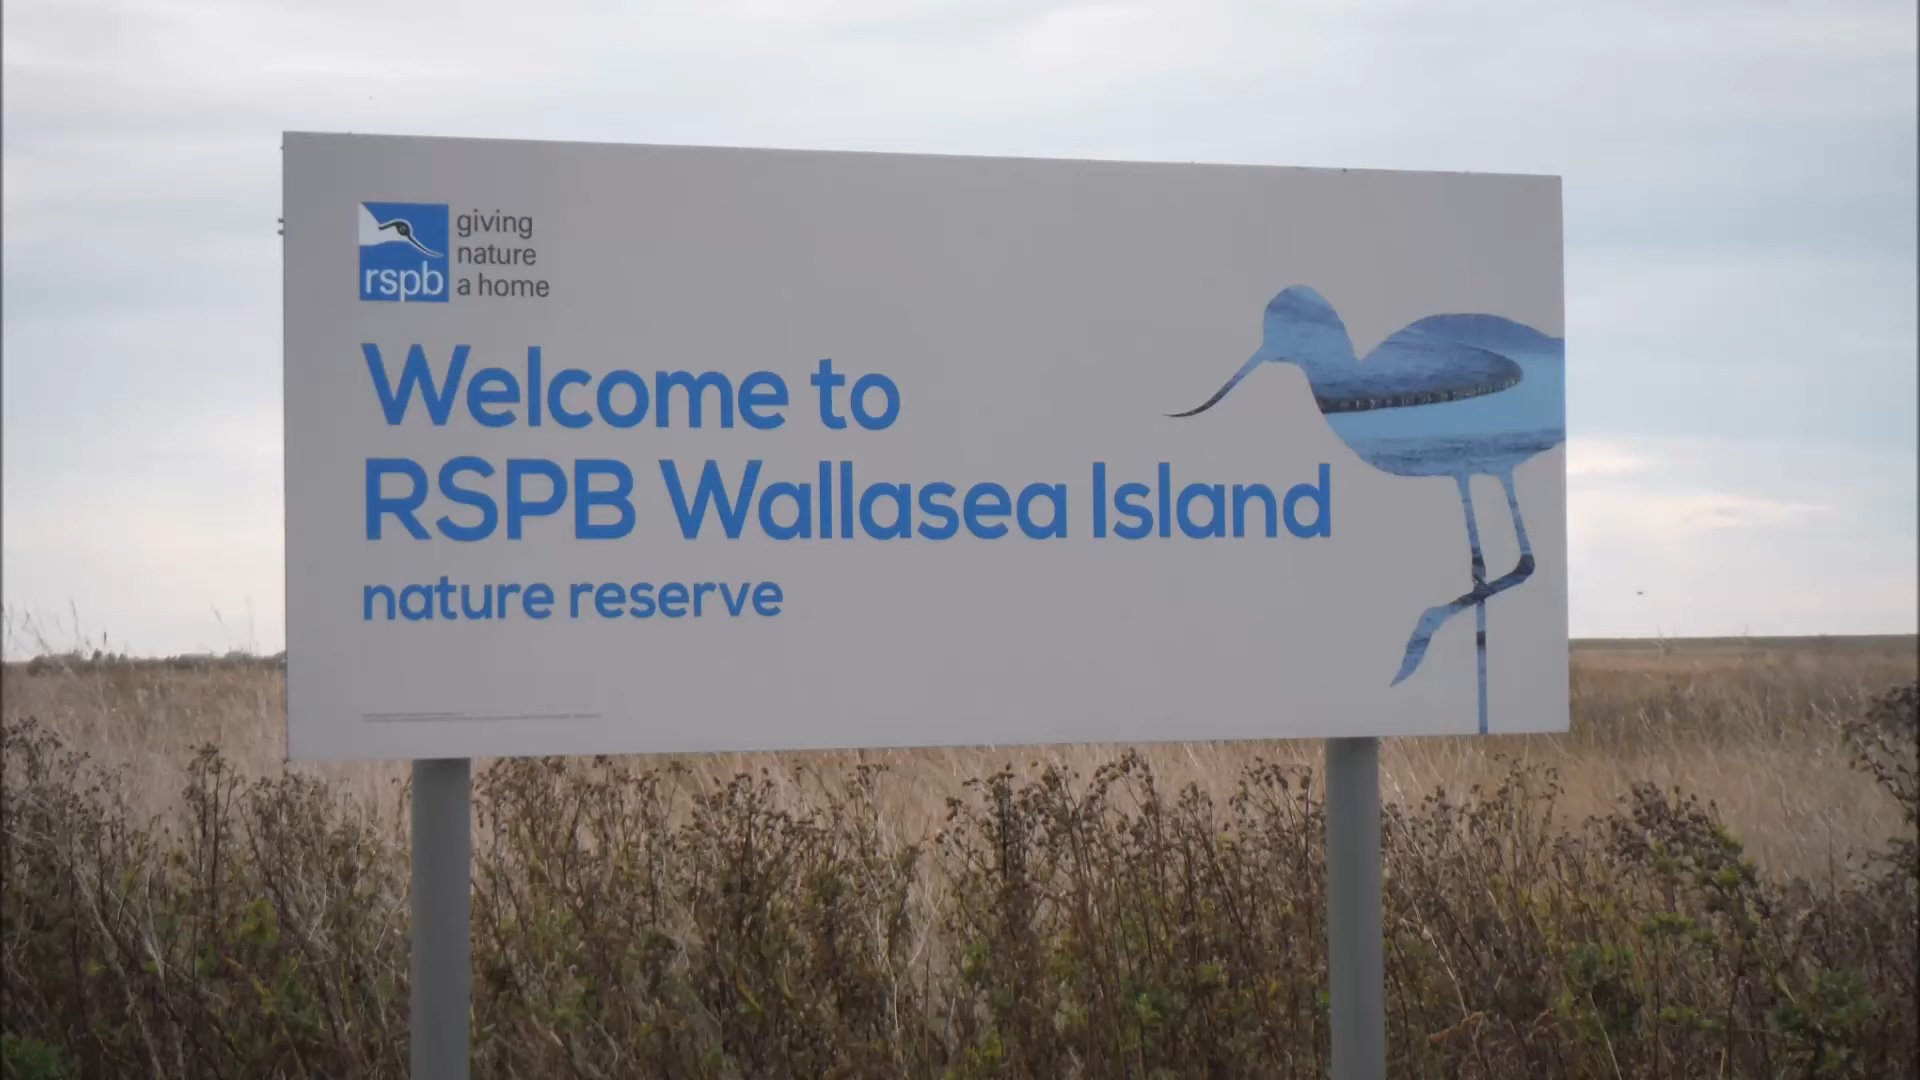 giving
nature
a home
rspb
Welcome to
RSPB Wallasea Island
nature reserve